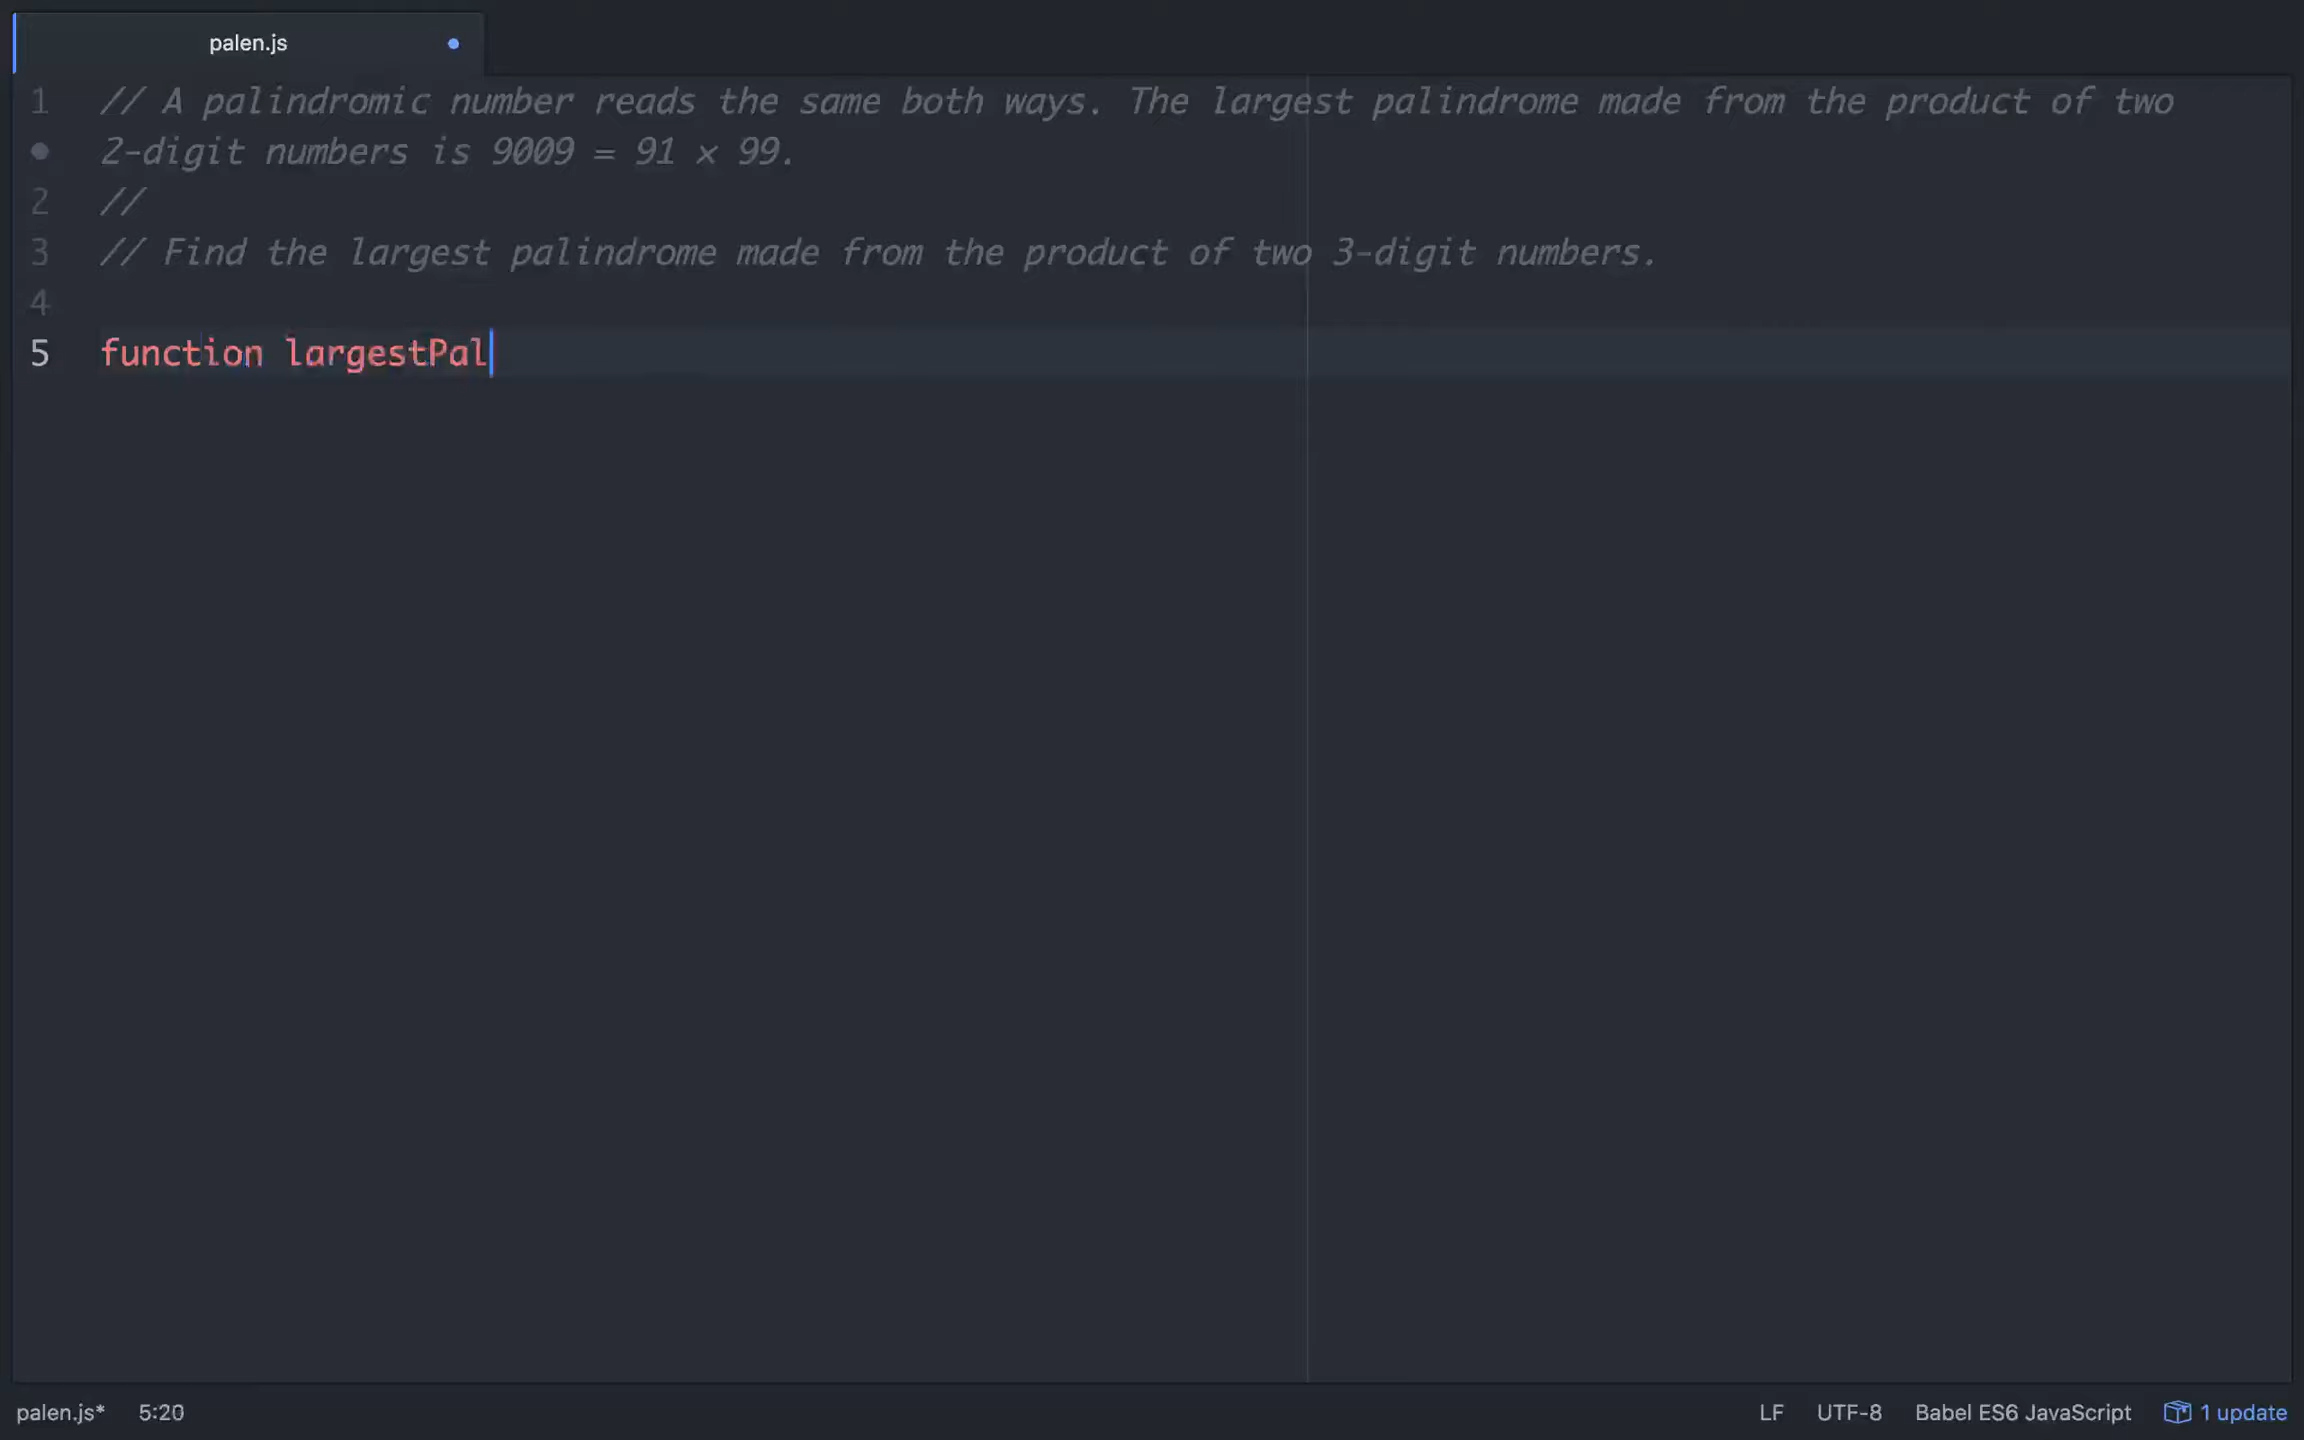 palen.js
1 // A palindromic number reads the same both ways. The largest palindrome made from the product of two
2-digit numbers is 9009 = 91 × 99.
2 //
3 // Find the largest palindrome made from the product of two 3-digit numbers.
4
5 function largestPal
palen.js* 5:20 LF UTF-8 Babel ES6 JavaScript 1 update